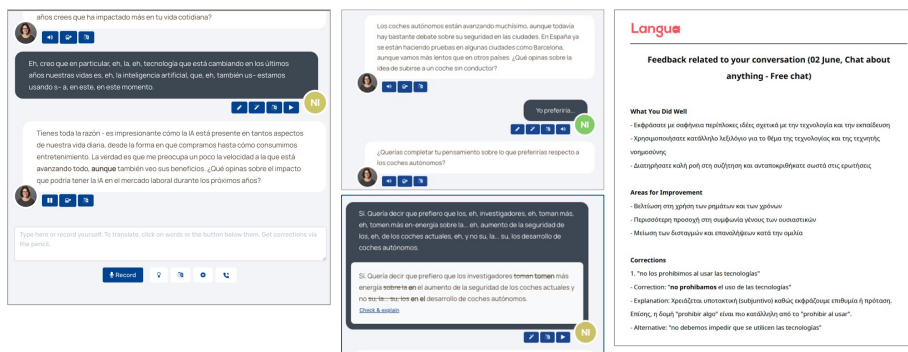 años crees que ha impactado más en tu vida cotidiana?
Eh, creo que en particular, eh, la, eh, tecnología que está cambiando en los últimos
años nuestras vidas es, eh, la inteligencia artificial, que, eh, también us- estamos
usando s- a, en este, en este momento.
NI
Tienes toda la razón - es impresionante cómo la IA está presente en tantos aspectos
de nuestra vida diaria, desde la forma en que compramos hasta cómo consumimos
entretenimiento. La verdad es que me preocupa un poco la velocidad a la que está
avanzando todo, aunque también veo sus beneficios. ¿Qué opinas sobre el impacto
que podría tener la IA en el mercado laboral durante los próximos años?
Type here or record yourself. To translate, click on words or the button below them. Get corrections via
the pencil.
Record
Los coches autónomos están avanzando muchísimo, aunque todavía
hay bastante debate sobre su seguridad en las ciudades. En España ya
se están haciendo pruebas en algunas ciudades como Barcelona,
aunque vamos más lentos que en otros países. ¿Qué opinas sobre la
idea de subirse a un coche sin conductor?
Yo preferiría...
NI
¿Querías completar tu pensamiento sobre lo que preferirías respecto a
los coches autónomos?
Sí. Quería decir que prefiero que los, eh, investigadores, eh, toman más,
eh, tomen más en-energía sobre la... eh, aumento de la seguridad de
los, eh, de los coches actuales, eh, y no su, la... su, los desarrollo de
coches autónomos.
Sí. Quería decir que prefiero que los investigadores toman tomen más
energía sobre la en el aumento de la seguridad de los coches actuales y
no su, la... su, los en el desarrollo de coches autónomos.
Check & explain
NI
Langua
Feedback related to your conversation (02 June, Chat about
anything - Free chat)
What You Did Well
- Εκφράσατε με σαφήνεια περίπλοκες ιδέες σχετικά με την τεχνολογία και την εκπαίδευση
- Χρησιμοποιήσατε κατάλληλο λεξιλόγιο για το θέμα της τεχνολογίας και της τεχνητής
νοημοσύνης
- Διατηρήσατε καλή ροή στη συζήτηση και ανταποκριθήκατε σωστά στις ερωτήσεις
Areas for Improvement
- Βελτίωση στη χρήση των ρημάτων και των χρόνων
- Περισσότερη προσοχή στη συμφωνία γένους των ουσιαστικών
- Μείωση των δισταγμών και επαναλήψεων κατά την ομιλία
Corrections
1. "no los prohibimos al usar las tecnologías"
- Correction: "no prohibamos el uso de las tecnologías"
- Explanation: Χρειάζεται υποτακτική (subjuntivo) καθώς εκφράζουμε επιθυμία ή πρόταση.
Επίσης, η δομή "prohibir algo" είναι πιο κατάλληλη από το "prohibir al usar".
- Alternative: "no debemos impedir que se utilicen las tecnologías"